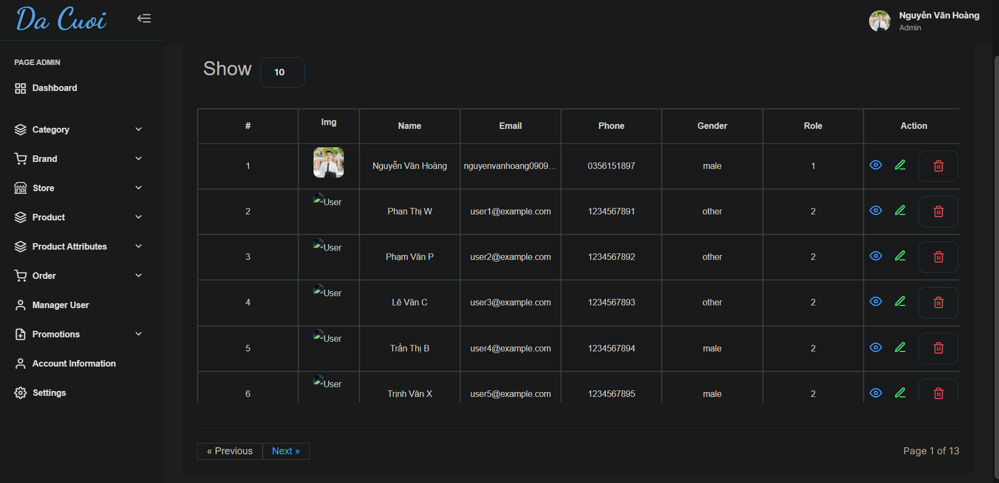 Da Cuoi
Nguyễn Văn Hoàng
Admin
PAGE ADMIN
Dashboard
Category
Brand
Store
Product
Product Attributes
Order
Manager User
Promotions
Account Information
Settings
Show 10
# Img Name Email Phone Gender Role Action
1 Nguyễn Văn Hoàng nguyenvanhoang0909... 0356151897 male 1
2 User Phan Thị W user1@example.com 1234567891 other 2
3 User Phạm Văn P user2@example.com 1234567892 other 2
4 User Lê Văn C user3@example.com 1234567893 other 2
5 User Trần Thị B user4@example.com 1234567894 male 2
6 User Trịnh Văn X user5@example.com 1234567895 male 2
« Previous Next » Page 1 of 13